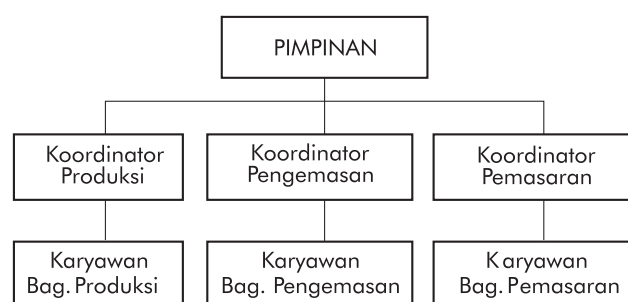 PIMPINAN
Koordinator
Produksi
Koordinator
Pengemasan
Koordinator
Pemasaran
Karyawan
Bag. Produksi
Karyawan
Bag. Pengemasan
Karyawan
Bag. Pemasaran